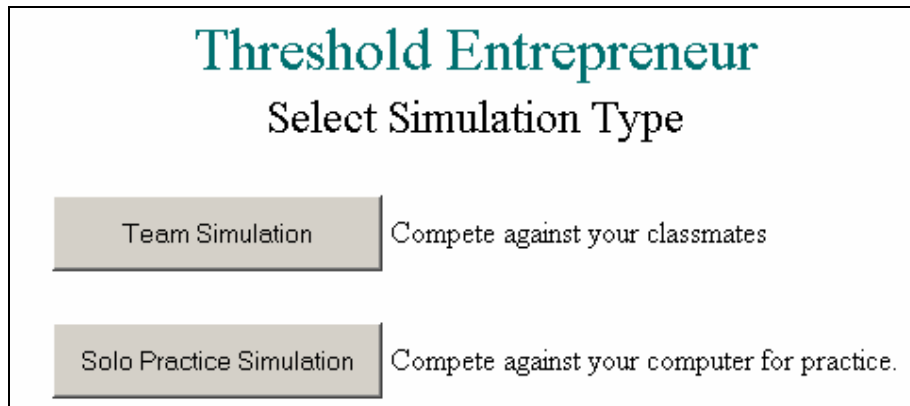 Threshold Entrepreneur
Select Simulation Type
Team Simulation Compete against your classmates
Solo Practice Simulation Compete against your computer for practice.